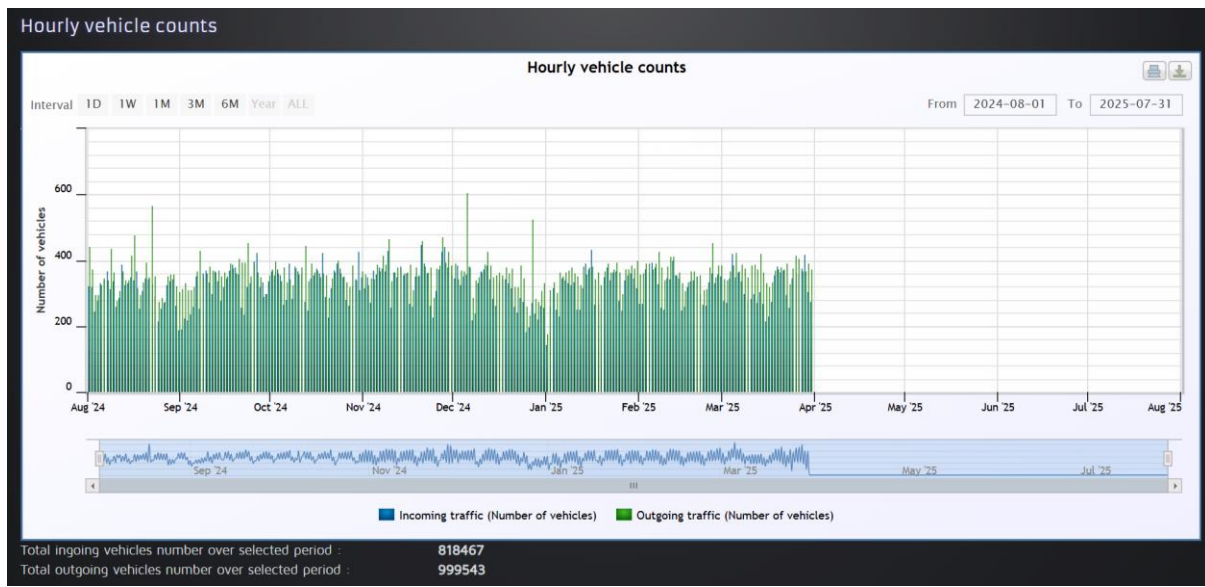 Hourly vehicle counts
Hourly vehicle counts
Interval 1D 1W 1M 3M 6M Year ALL From 2024-08-01 To 2025-07-31
Number of vehicles
600
400
200
0
Aug '24 Sep '24 Oct '24 Nov '24 Dec '24 Jan '25 Feb '25 Mar '25 Apr '25 May '25 Jun '25 Jul '25 Aug '25
Sep '24 Nov '24 Jan '25 Mar '25 May '25 Jul '25
Incoming traffic (Number of vehicles) Outgoing traffic (Number of vehicles)
Total ingoing vehicles number over selected period : 818467
Total outgoing vehicles number over selected period : 999543